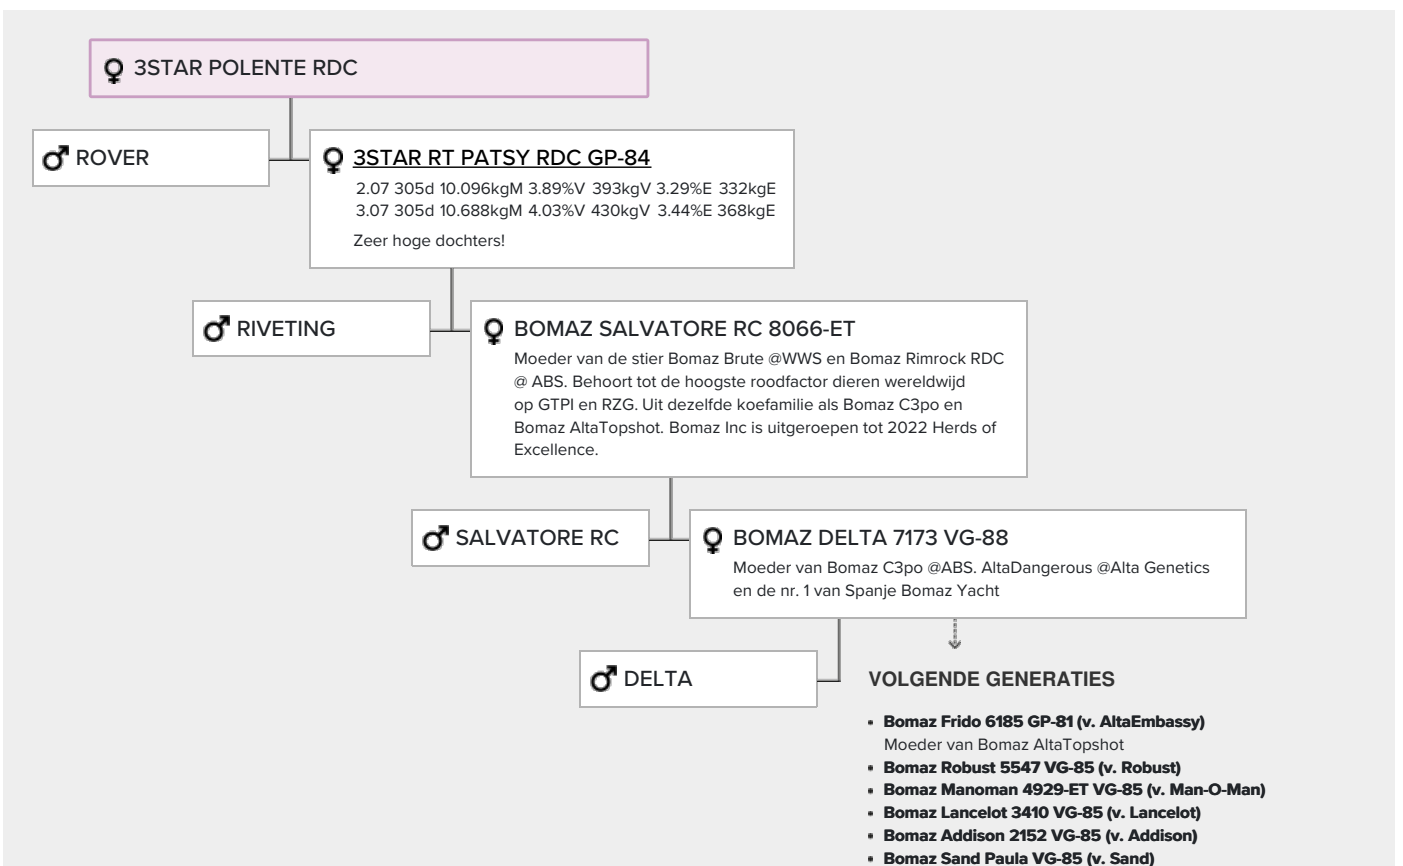 3STAR POLENTE RDC
ROVER
3STAR RT PATSY RDC GP-84
2.07 305d 10.096kgM 3.89%V 393kgV 3.29%E 332kgE
3.07 305d 10.688kgM 4.03%V 430kgV 3.44%E 368kgE
Zeer hoge dochters!
RIVETING
BOMAZ SALVATORE RC 8066-ET
Moeder van de stier Bomaz Brute @WWS en Bomaz Rimrock RDC
@ ABS. Behoort tot de hoogste roodfactor dieren wereldwijd
op GTPI en RZG. Uit dezelfde koefamilie als Bomaz C3po en
Bomaz AltaTopshot. Bomaz Inc is uitgeroepen tot 2022 Herds of
Excellence.
SALVATORE RC
BOMAZ DELTA 7173 VG-88
Moeder van Bomaz C3po @ABS. AltaDangerous @Alta Genetics
en de nr. 1 van Spanje Bomaz Yacht
DELTA
VOLGENDE GENERATIES
• Bomaz Frido 6185 GP-81 (v. AltaEmbassy)
Moeder van Bomaz AltaTopshot
• Bomaz Robust 5547 VG-85 (v. Robust)
• Bomaz Manoman 4929-ET VG-85 (v. Man-O-Man)
• Bomaz Lancelot 3410 VG-85 (v. Lancelot)
• Bomaz Addison 2152 VG-85 (v. Addison)
• Bomaz Sand Paula VG-85 (v. Sand)